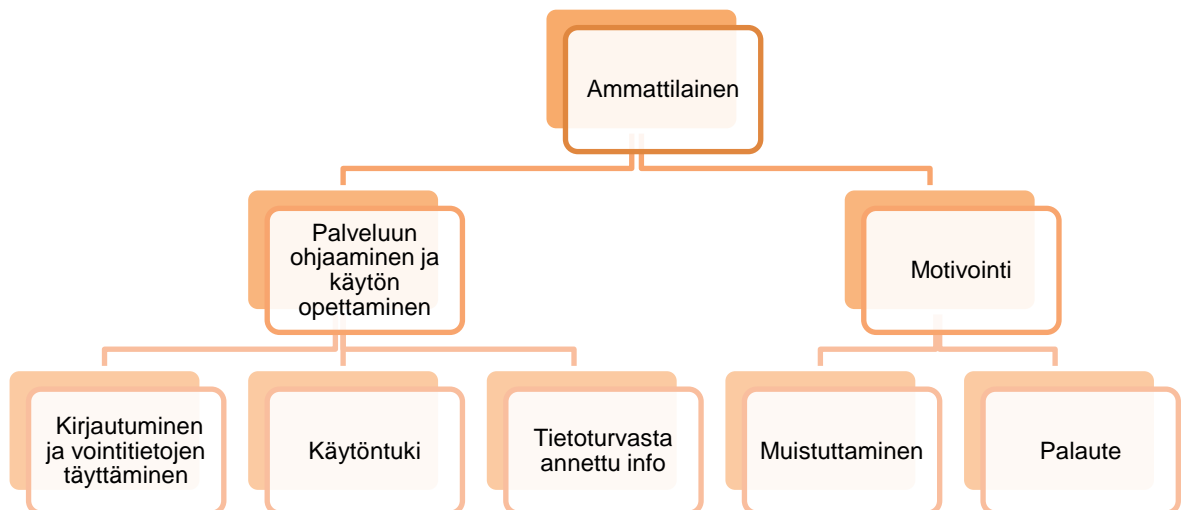 Ammattilainen
Palveluun
ohjaaminen ja
käytön
opettaminen
Motivointi
Kirjautuminen
ja vointitietojen
täyttäminen
Käytöntuki
Tietoturvasta
annettu info
Muistuttaminen
Palaute